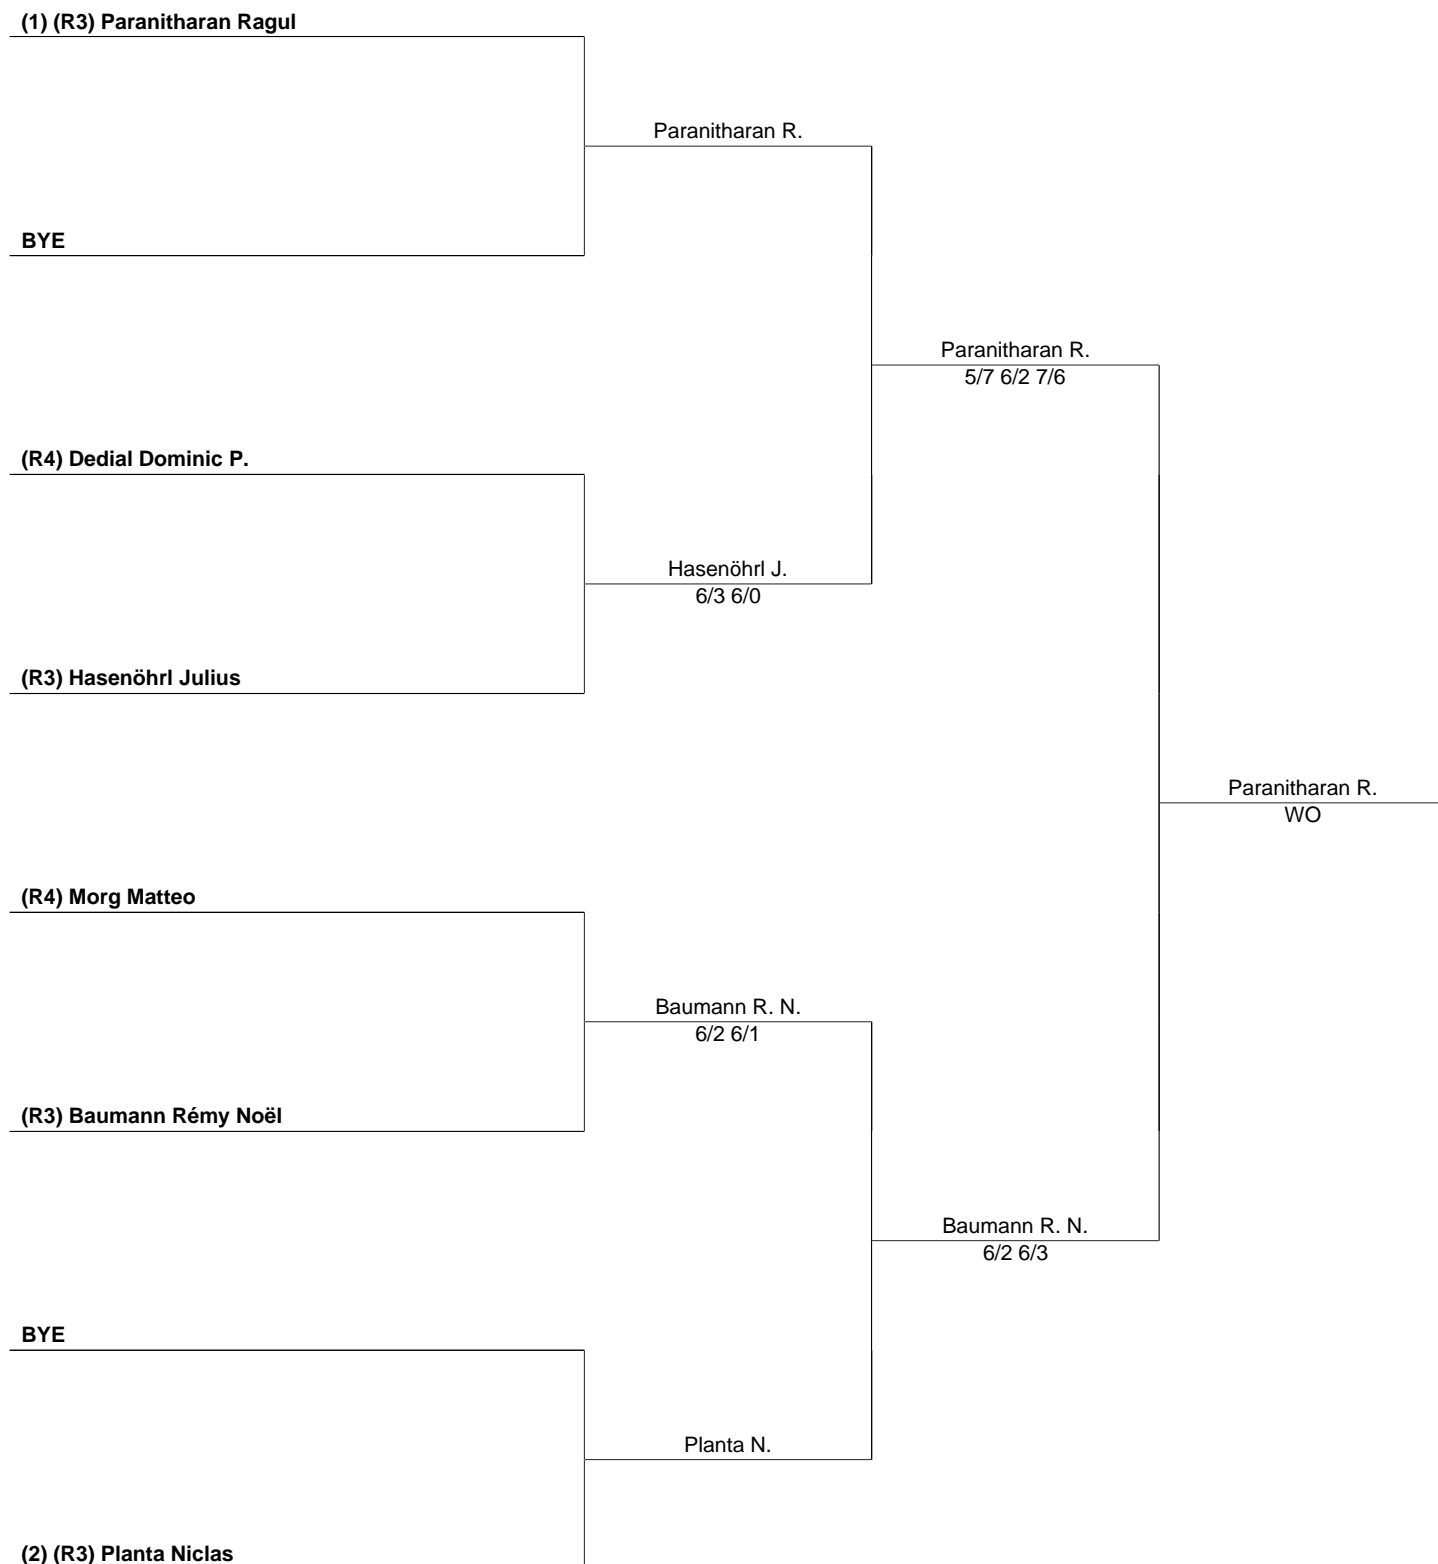 (1) (R3) Paranitharan Ragul
Paranitharan R.
BYE
Paranitharan R.
5/7 6/2 7/6
(R4) Dedial Dominic P.
Hasenöhrl J.
6/3 6/0
(R3) Hasenöhrl Julius
Paranitharan R.
WO
(R4) Morg Matteo
Baumann R. N.
6/2 6/1
(R3) Baumann Rémy Noël
Baumann R. N.
6/2 6/3
BYE
Planta N.
(2) (R3) Planta Niclas